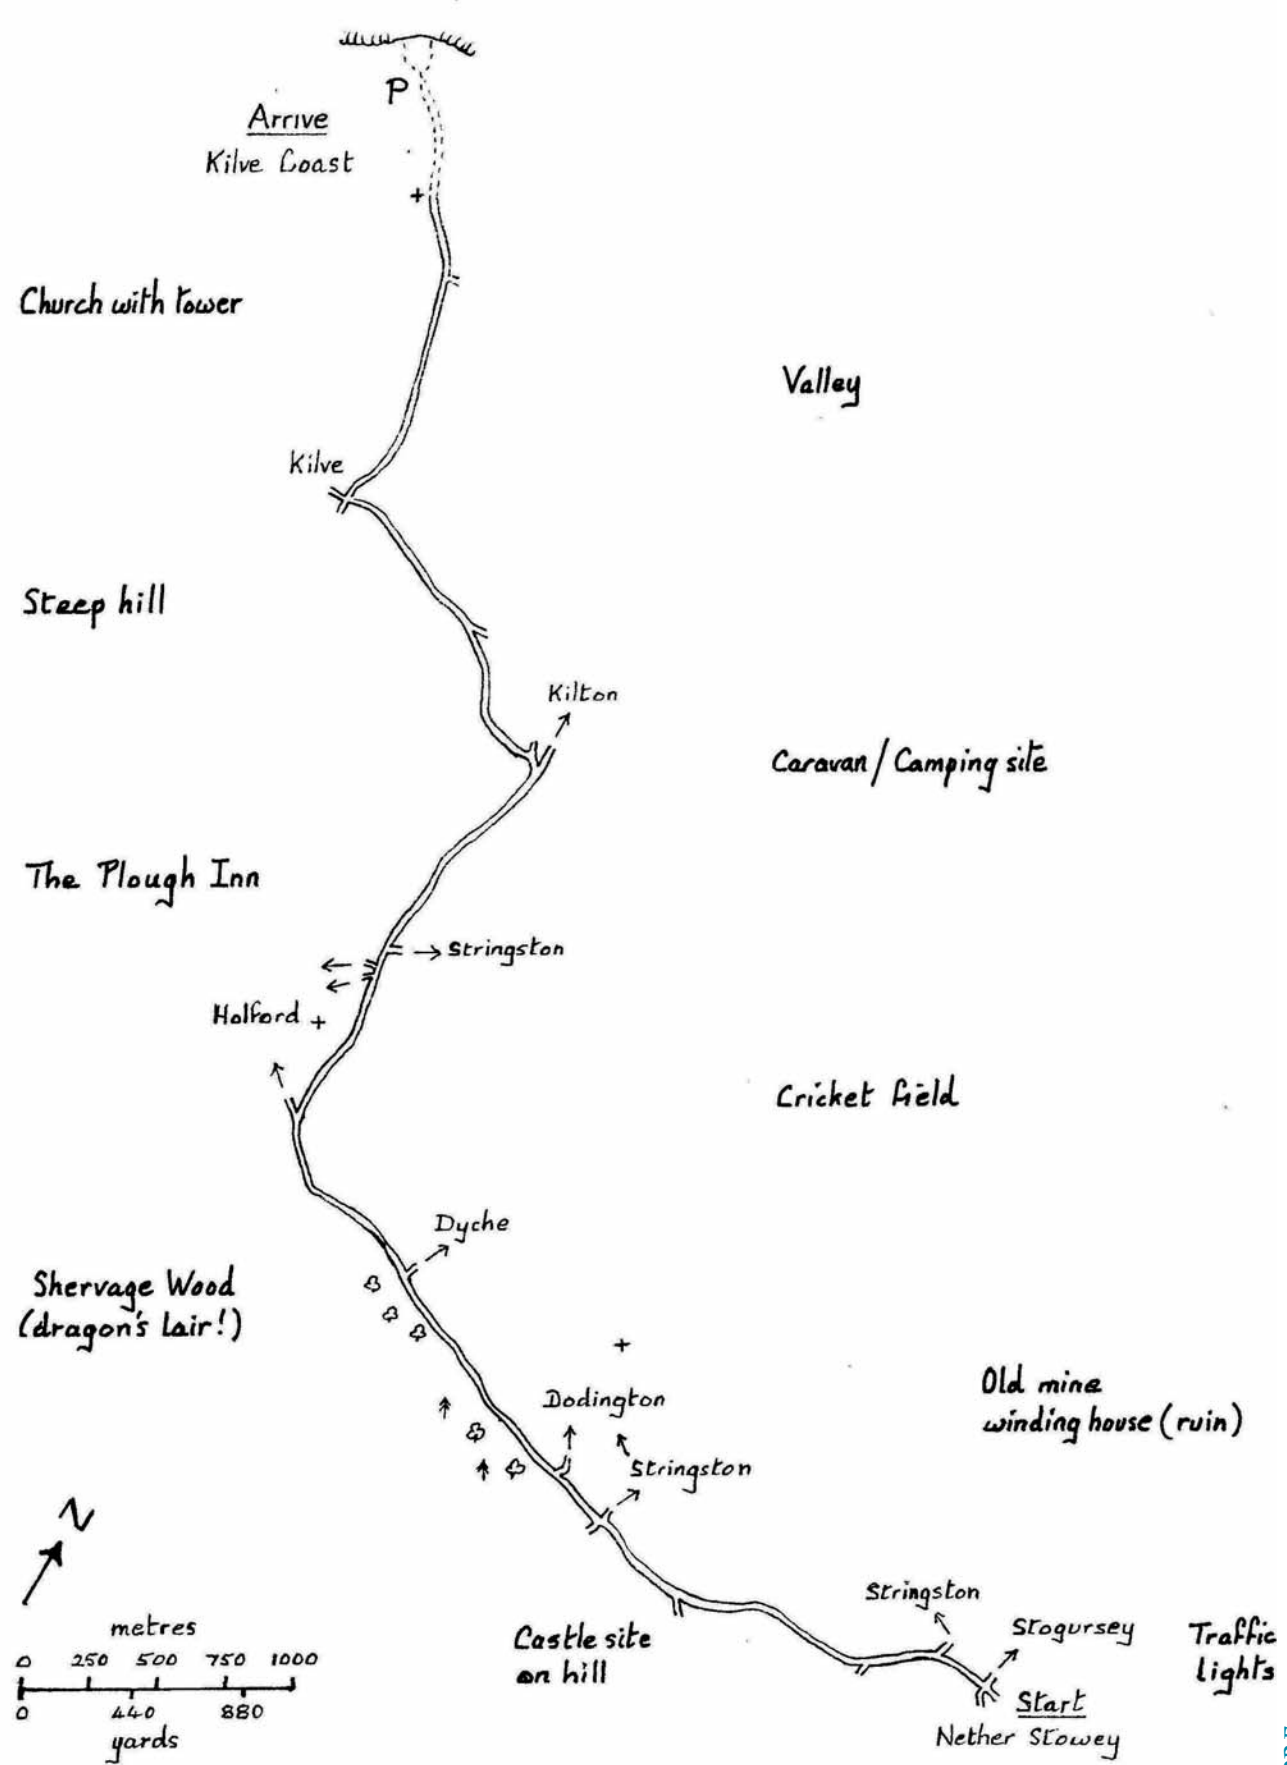 P
Arrive
Kilve Coast
Church with tower
Valley
Kilve
Steep hill
Kilton
Caravan/Camping site
The Plough Inn
Stringston
Holford
Cricket field
Dyche
Shervage Wood
(dragon's lair!)
Old mine
winding house (ruin)
Dodington
Stringston
N
Stringston
Stogursey
Traffic
lights
Castle site
on hill
metres
0 250 500 750 1000
0 440 880
yards
Start
Nether Stowey